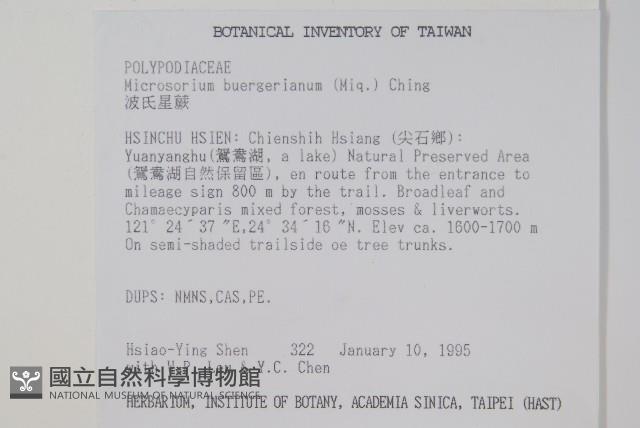 BOTANICAL INVENTORY OF TAIWAN
POLYPODIACEAE
Microsorium buergerianum (Miq.) Ching
波氏星蕨
HSINCHU HSIEN: Chienshih Hsiang (尖石鄉):
Yuanyanghu(鴛鴦湖, a lake) Natural Preserved Area
(鴛鴦湖自然保留區), en route from the entrance to
mileage sign 800 m by the trail. Broadleaf and
Chamaecyparis mixed forest, mosses & liverworts.
121° 24´37 ″E,24° 34´16 ″N. Elev ca. 1600-1700 m
On semi-shaded trailside oe tree trunks.
DUPS: NMNS,CAS,PE.
Hsiao-Ying Shen 322 January 10, 1995
with & Y.C. Chen
國立自然科學博物館
NATIONAL MUSEUM OF NATURAL SCIENCE
HERBARIUM, INSTITUTE OF BOTANY, ACADEMIA SINICA, TAIPEI (HAST)